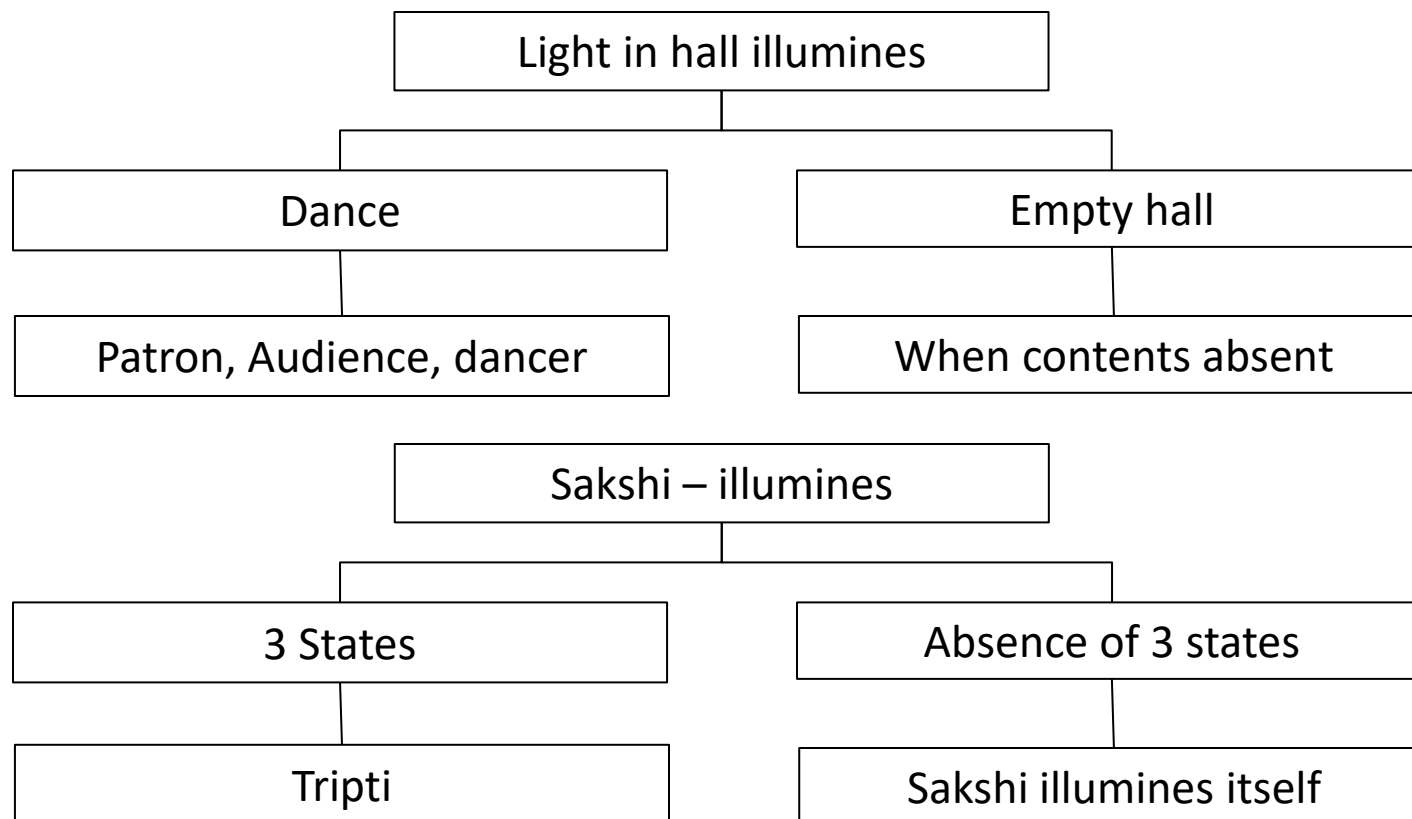 Light in hall illumines
Dance
Empty hall
Patron, Audience, dancer
When contents absent
Sakshi – illumines
3 States
Absence of 3 states
Tripti
Sakshi illumines itself